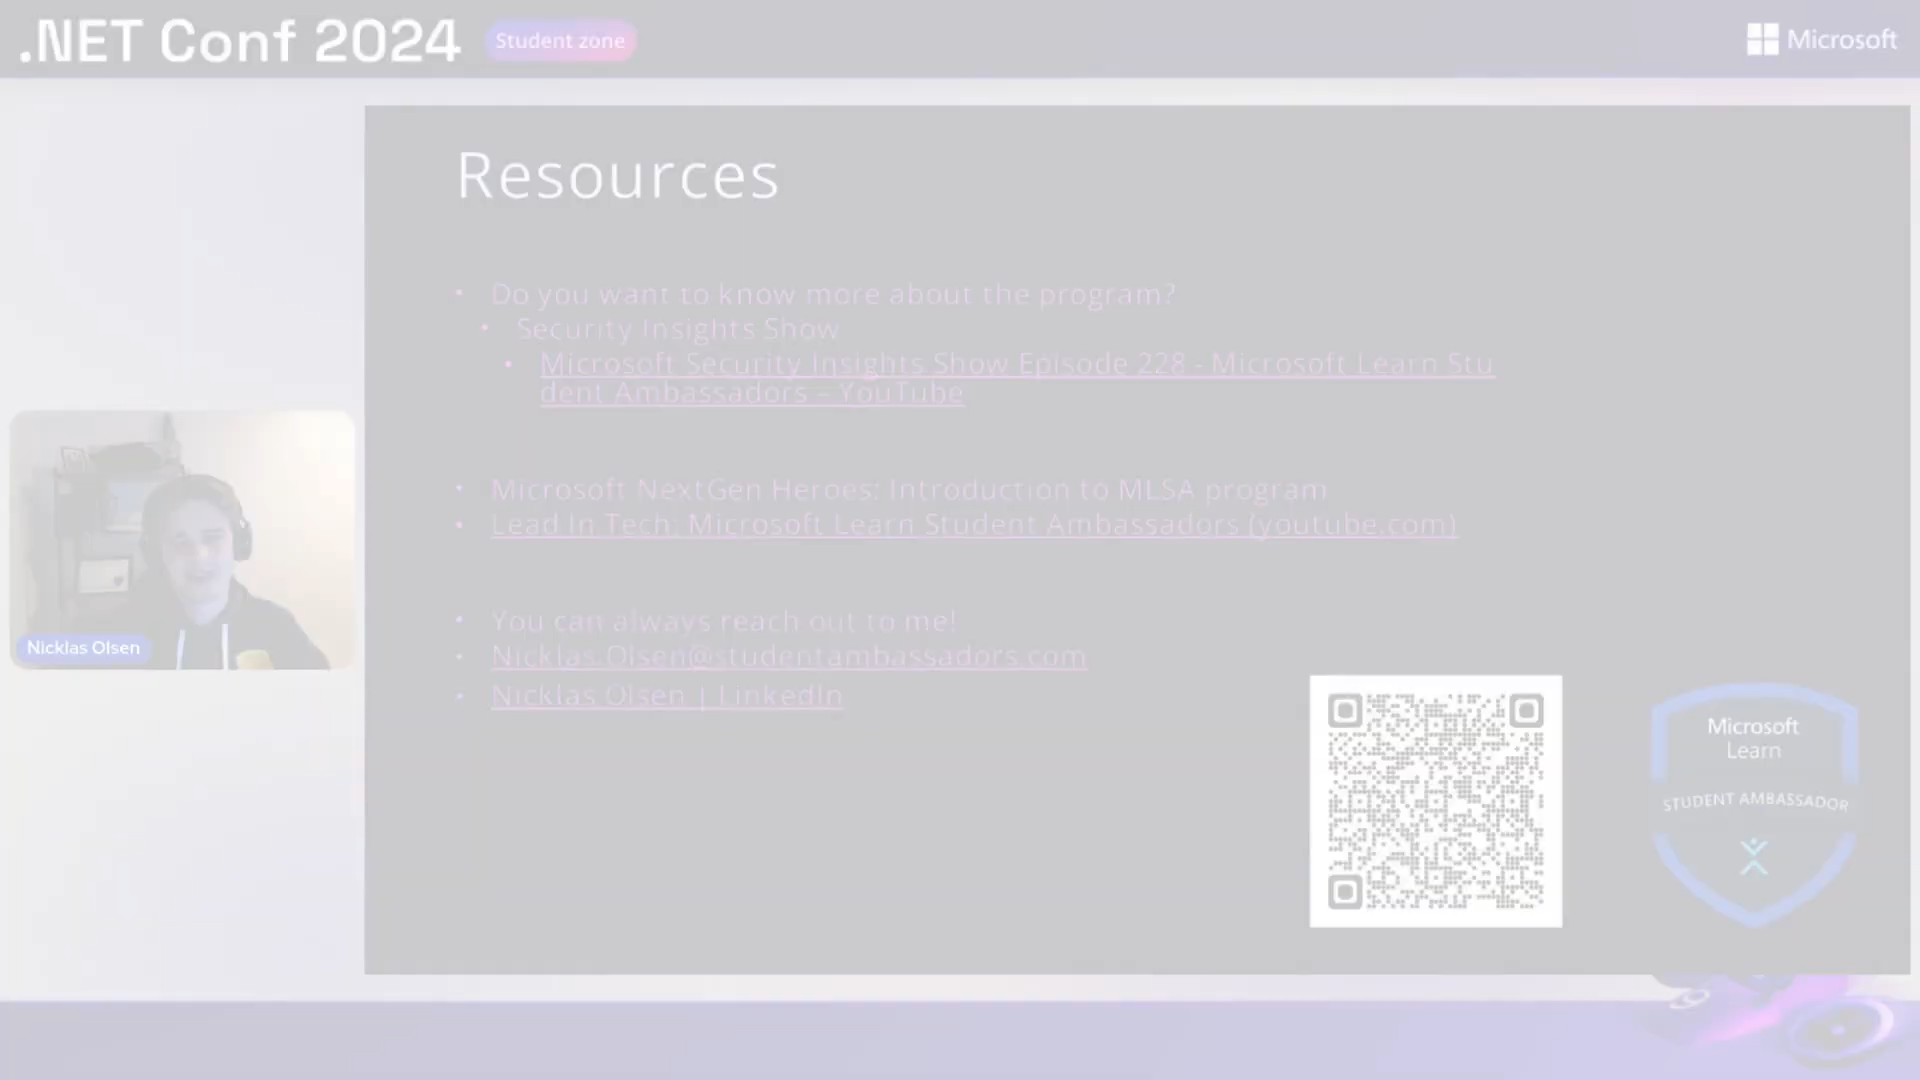 .NET Conf 2024
Student zone
Microsoft
Resources
Do you want to know more about the program?
Security Insights Show
Microsoft Security Insights Show Episode 228 - Microsoft Learn Stu
dent Ambassadors – YouTube
Microsoft NextGen Heroes: Introduction to MLSA program
Lead In Tech: Microsoft Learn Student Ambassadors (youtube.com)
You can always reach out to me!
Nicklas.Olsen@studentambassadors.com
Nicklas Olsen | LinkedIn
Nicklas Olsen
Microsoft
Learn
STUDENT AMBASSADOR